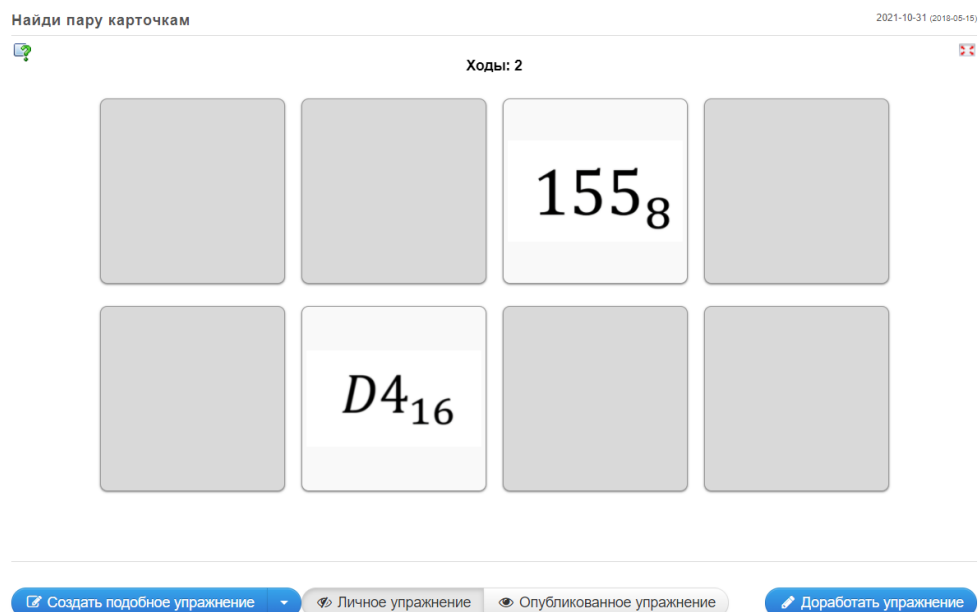 Найди пару карточкам
2021-10-31 (2018-05-15)
Ходы: 2
155₈
D4₁₆
Создать подобное упражнение
Личное упражнение
Опубликованное упражнение
Доработать упражнение